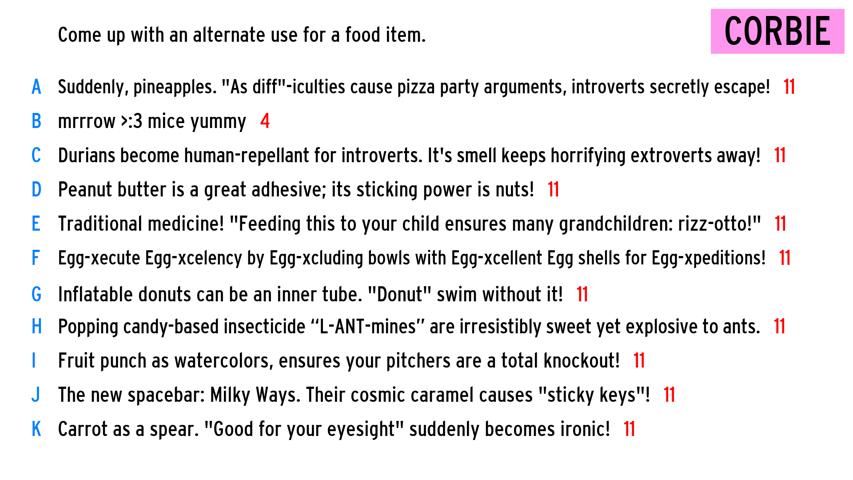 Come up with an alternate use for a food item.
CORBIE
A Suddenly, pineapples. "As diff"-iculties cause pizza party arguments, introverts secretly escape! 11
B mrrrow >:3 mice yummy 4
C Durians become human-repellant for introverts. It's smell keeps horrifying extroverts away! 11
D Peanut butter is a great adhesive; its sticking power is nuts! 11
E Traditional medicine! "Feeding this to your child ensures many grandchildren: rizz-otto!" 11
F Egg-xecute Egg-xcelency by Egg-xcluding bowls with Egg-xcellent Egg shells for Egg-xpeditions! 11
G Inflatable donuts can be an inner tube. "Donut" swim without it! 11
H Popping candy-based insecticide “L-ANT-mines” are irresistibly sweet yet explosive to ants. 11
I Fruit punch as watercolors, ensures your pitchers are a total knockout! 11
J The new spacebar: Milky Ways. Their cosmic caramel causes "sticky keys"! 11
K Carrot as a spear. "Good for your eyesight" suddenly becomes ironic! 11